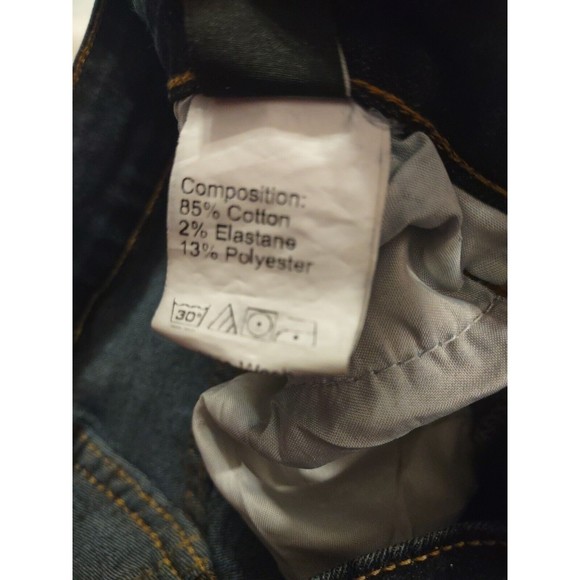 Composition:
85% Cotton
2% Elastane
13% Polyester
30°